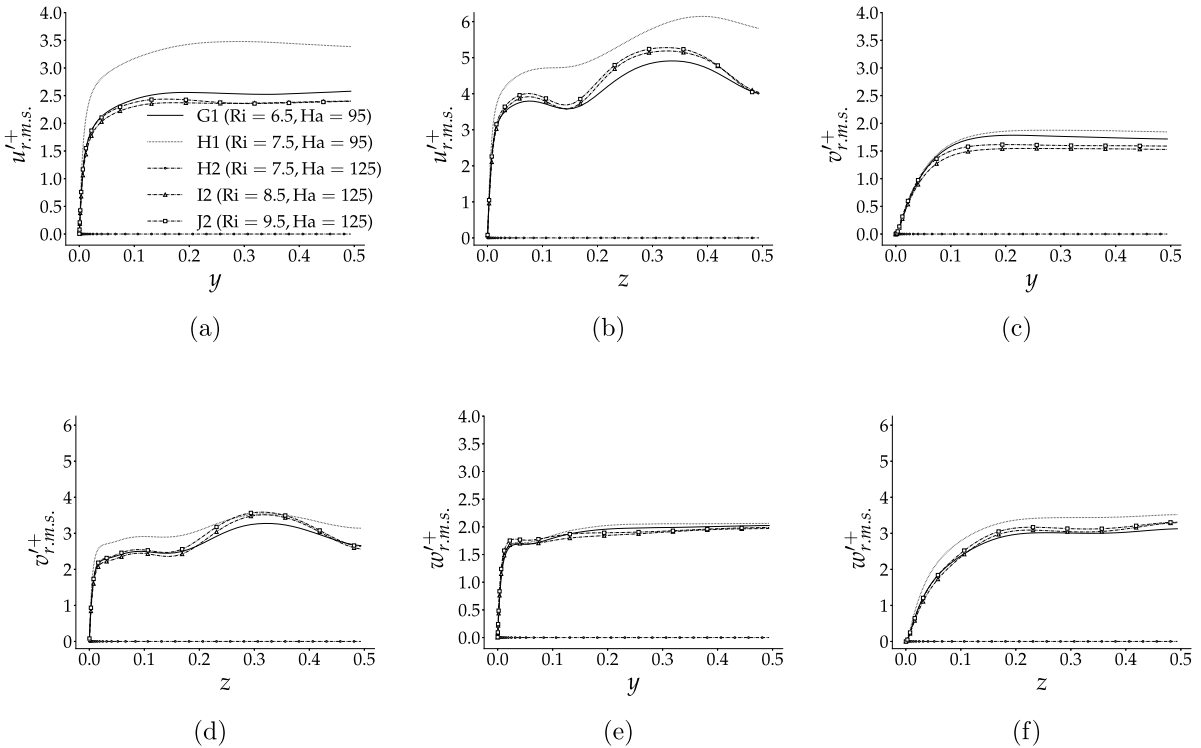 4.0
3.5
3.0
2.5
2.0
1.5
1.0
0.5
0.0
u'⁺r.m.s.
G1 (Ri = 6.5, Ha = 95)
H1 (Ri = 7.5, Ha = 95)
H2 (Ri = 7.5, Ha = 125)
I2 (Ri = 8.5, Ha = 125)
J2 (Ri = 9.5, Ha = 125)
0.0 0.1 0.2 0.3 0.4 0.5
y
(a)
6
5
4
3
2
1
0
u'⁺r.m.s.
0.0 0.1 0.2 0.3 0.4 0.5
z
(b)
4.0
3.5
3.0
2.5
2.0
1.5
1.0
0.5
0.0
v'⁺r.m.s.
0.0 0.1 0.2 0.3 0.4 0.5
y
(c)
6
5
4
3
2
1
0
v'⁺r.m.s.
0.0 0.1 0.2 0.3 0.4 0.5
z
(d)
4.0
3.5
3.0
2.5
2.0
1.5
1.0
0.5
0.0
w'⁺r.m.s.
0.0 0.1 0.2 0.3 0.4 0.5
y
(e)
6
5
4
3
2
1
0
w'⁺r.m.s.
0.0 0.1 0.2 0.3 0.4 0.5
z
(f)